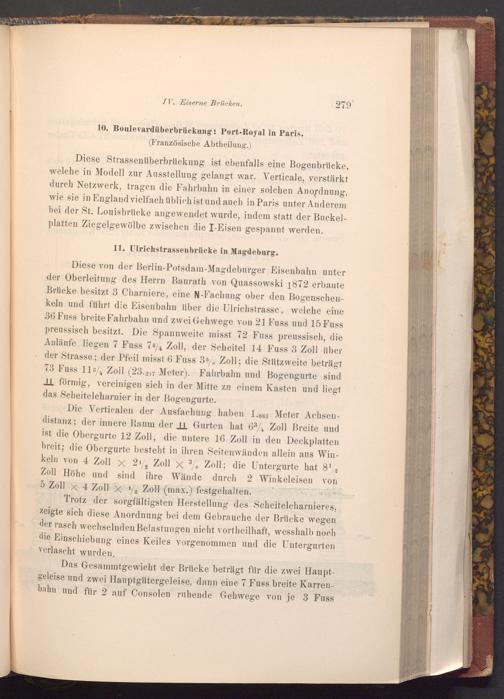 IV. Eiserne Brücken. 279
10. Boulevardüberbrückung: Port-Royal in Paris.
(Französische Abtheilung.)
Diese Strassenüberbrückung ist ebenfalls eine Bogenbrücke,
welche in Modell zur Ausstellung gelangt war. Verticale, verstärkt
durch Netzwerk, tragen die Fahrbahn in einer solchen Anordnung,
wie sie in England vielfach üblich ist und auch in Paris unter Anderem
bei der St. Louisbrücke angewendet wurde, indem statt der Buckel-
platten Ziegelgewölbe zwischen die I-Eisen gespannt werden.
11. Ulrichstrassenbrücke in Magdeburg.
Diese von der Berlin-Potsdam-Magdeburger Eisenbahn unter
der Oberleitung des Herrn Baurath von Quassowski 1872 erbaute
Brücke besitzt 3 Charniere, eine N-Fachung ober den Bogenschen-
keln und führt die Eisenbahn über die Ulrichstrasse, welche eine
36 Fuss breite Fahrbahn und zwei Gehwege von 21 Fuss und 15 Fuss
preussisch besitzt. Die Spannweite misst 72 Fuss preussisch, die
Anläufe liegen 7 Fuss 7³/₄ Zoll, der Scheitel 14 Fuss 3 Zoll über
der Strasse; der Pfeil misst 6 Fuss Zoll; die Stützweite beträgt
73 Fuss Zoll (23.₂₁₇ Meter). Fahrbahn und Bogengurte sind
förmig, vereinigen sich in der Mitte zu einem Kasten und liegt
das Scheitelcharnier in der Bogengurte.
Die Verticalen der Ausfachung haben Meter Achsen-
distanz; der innere Raum der Gurten hat 6³/₄ Zoll Breite und
ist die Obergurte 12 Zoll, die untere 16 Zoll in den Deckplatten
breit; die Obergurte besteht in ihren Seitenwänden allein aus Win-
keln von 4 Zoll × 2¹/₂ Zoll × Zoll; die Untergurte hat 8¹/₂
Zoll Höhe und sind ihre Wände durch 2 Winkeleisen von
5 Zoll × 4 Zoll × ¹/₂ Zoll (max.) festgehalten.
Trotz der sorgfältigsten Herstellung des Scheitelcharnieres,
zeigte sich diese Anordnung bei dem Gebrauche der Brücke wegen
der rasch wechselnden Belastungen nicht vortheilhaft, wesshalb noch
die Einschiebung eines Keiles vorgenommen und die Untergurten
verlascht wurden.
Das Gesammtgewicht der Brücke beträgt für die zwei Haupt-
geleise und zwei Hauptgütergeleise, dann eine 7 Fuss breite Karren-
bahn und für 2 auf Consolen ruhende Gehwege von je 3 Fuss